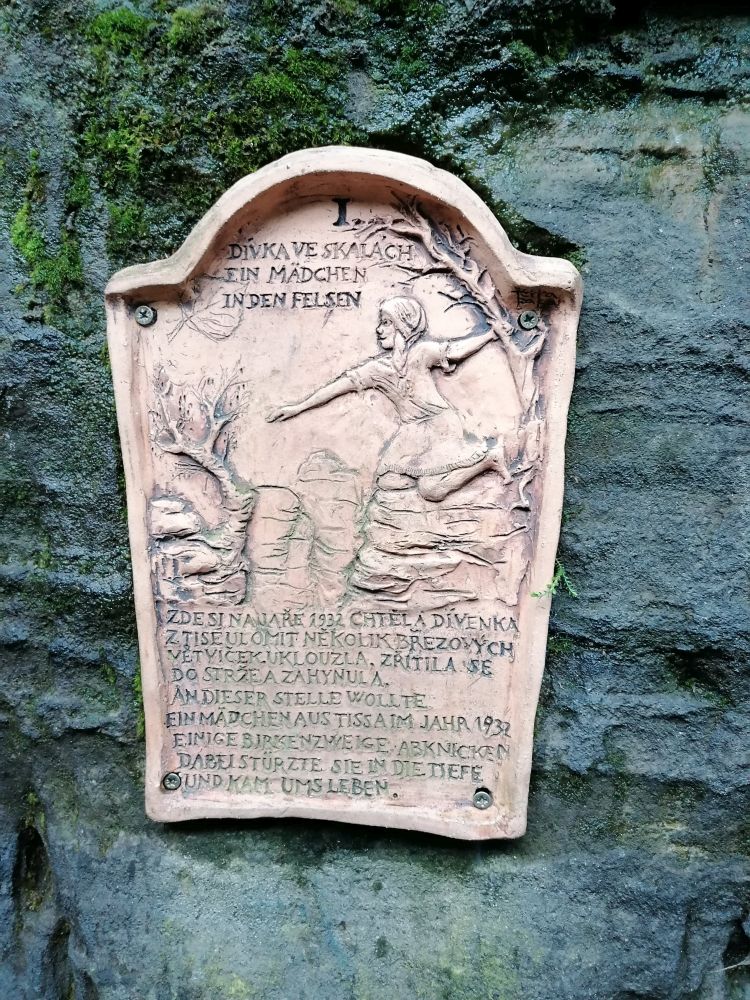 I.
DÍVKA VE SKALÁCH
EIN MÄDCHEN
IN DEN FELSEN
ZDE SI NA JAŘE 1932 CHTĚLA DÍVENKA
Z TISÉ ULOMIT NĚKOLIK BŘEZOVÝCH
VĚTVIČEK. UKLOUZLA, ZŘÍTILA SE
DO STRŽE A ZAHYNULA.
AN DIESER STELLE WOLLTE
EIN MÄDCHEN AUS TISSA IM JAHR 1932
EINIGE BIRKENZWEIGE ABKNICKEN
DABEI STÜRZTE SIE IN DIE TIEFE
UND KAM UMS LEBEN.